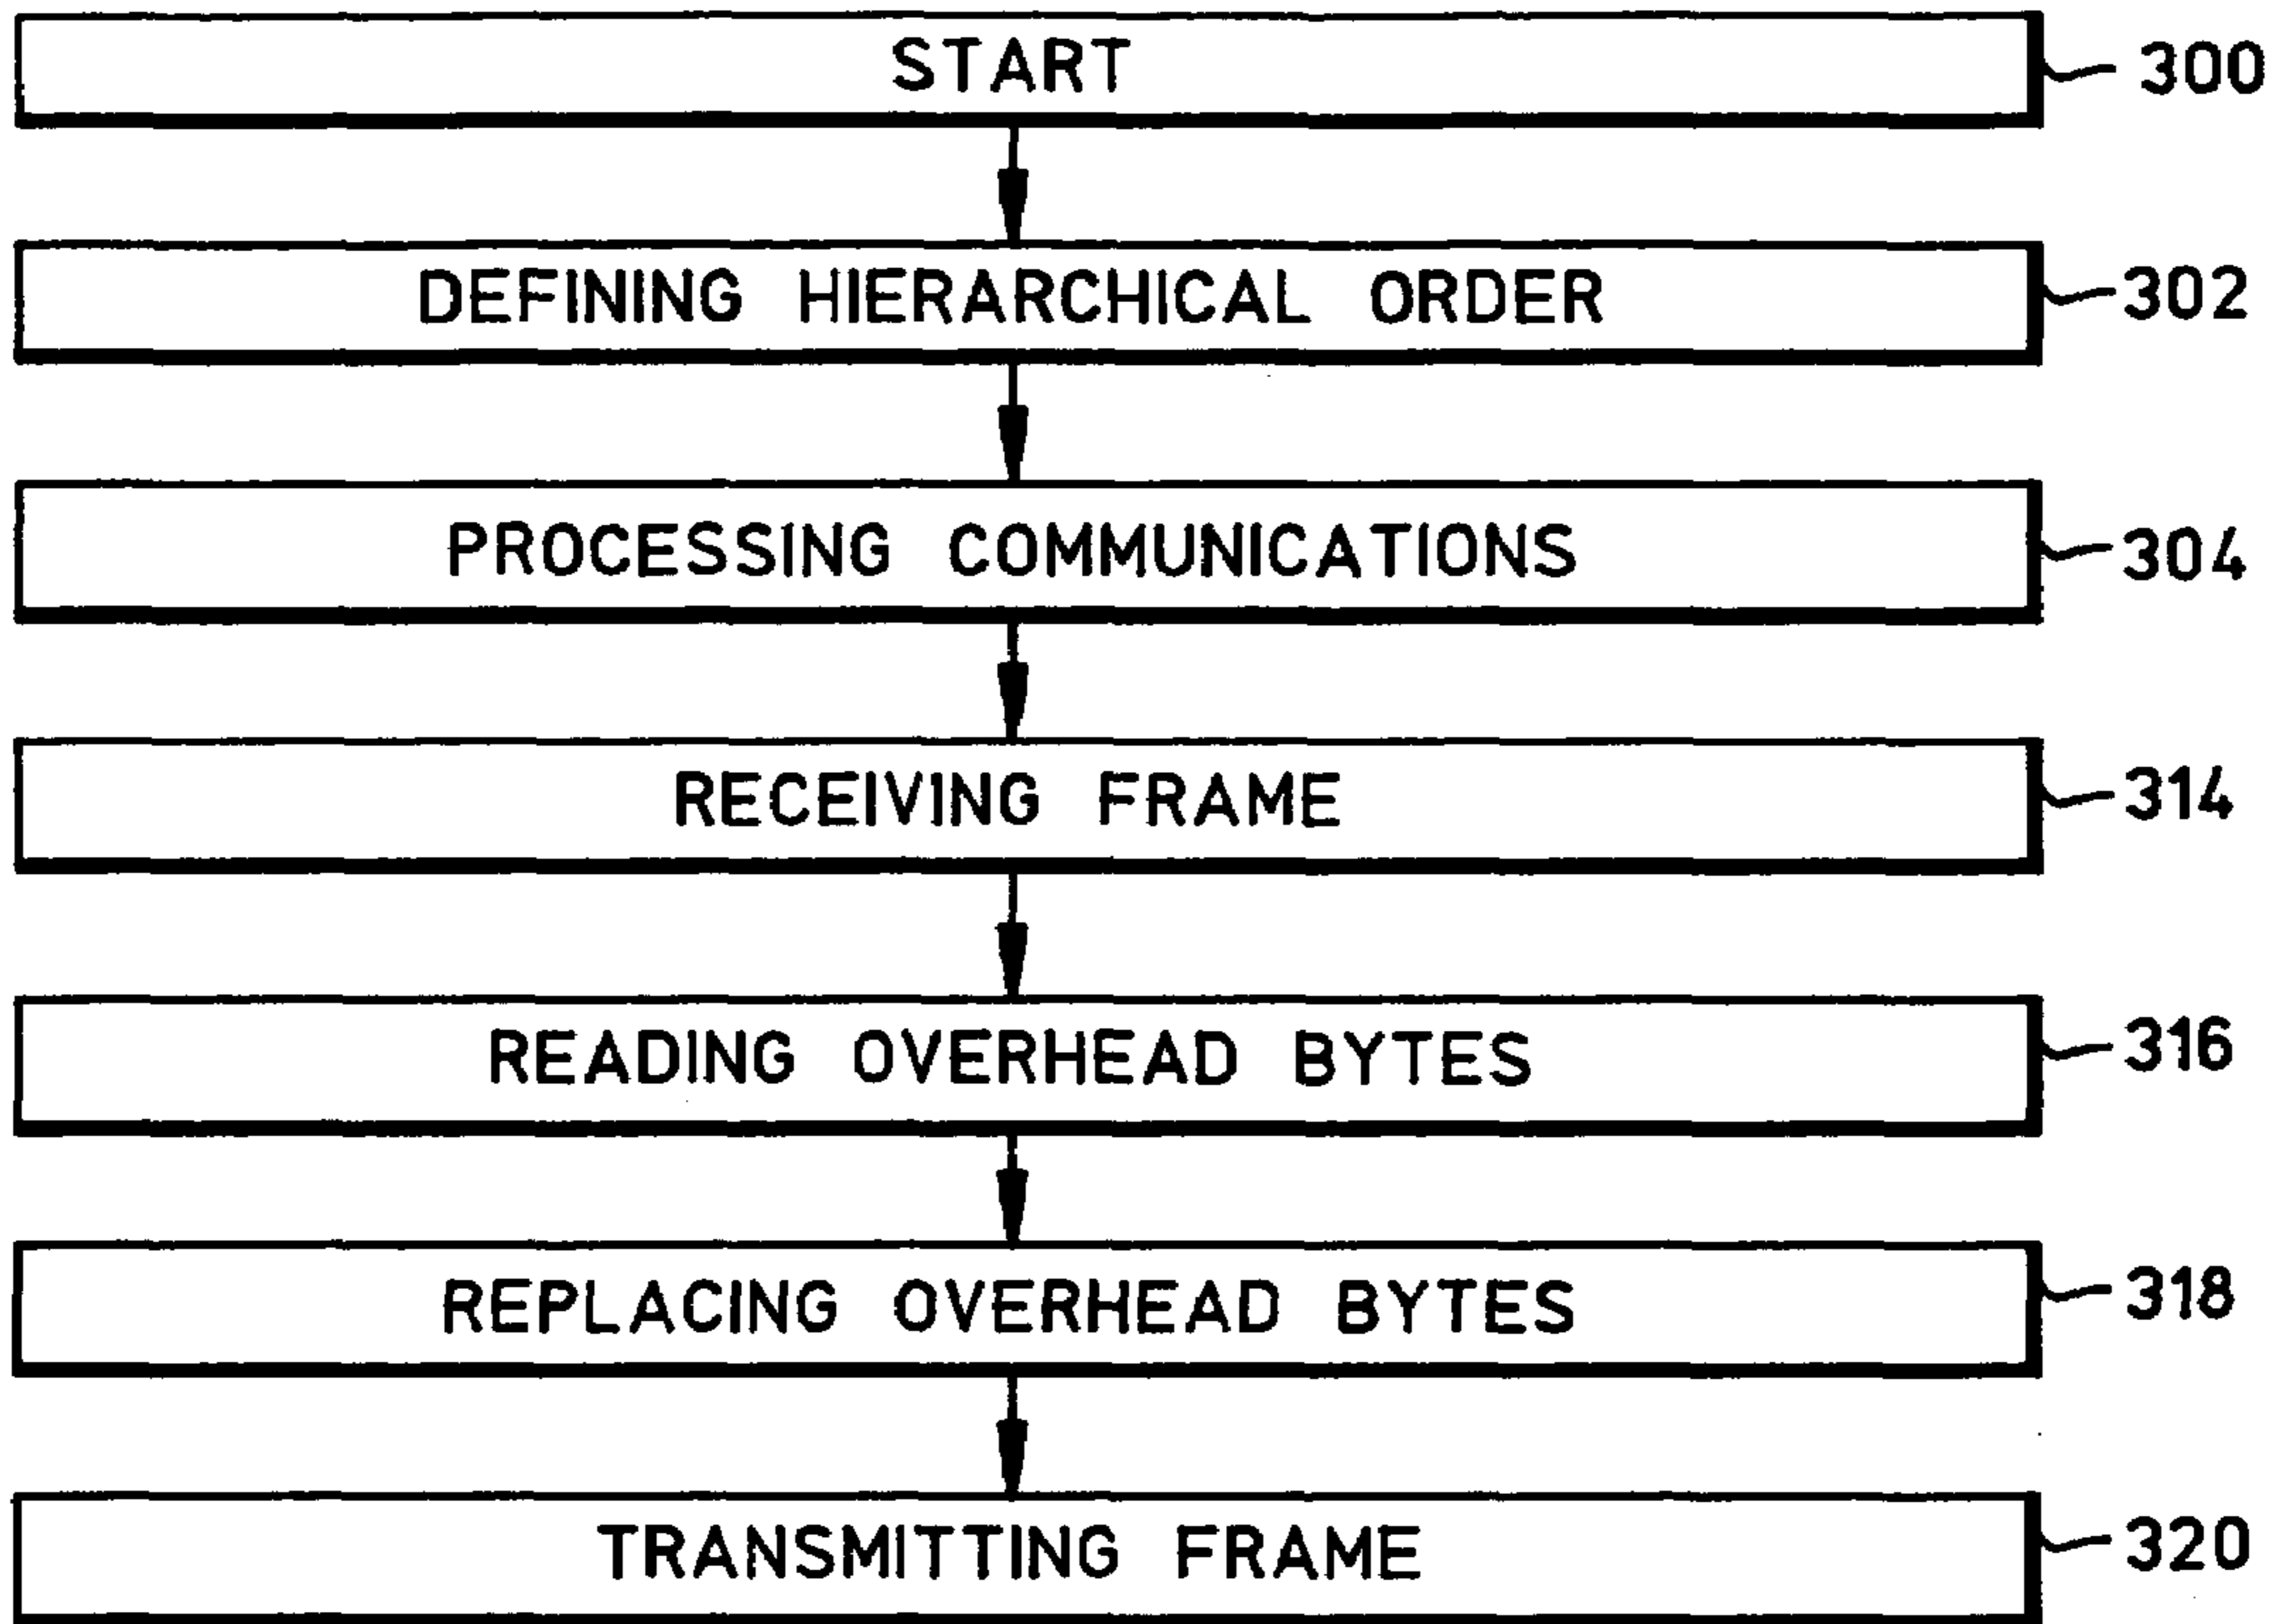 START 300
DEFINING HIERARCHICAL ORDER 302
PROCESSING COMMUNICATIONS 304
RECEIVING FRAME 314
READING OVERHEAD BYTES 316
REPLACING OVERHEAD BYTES 318
TRANSMITTING FRAME 320